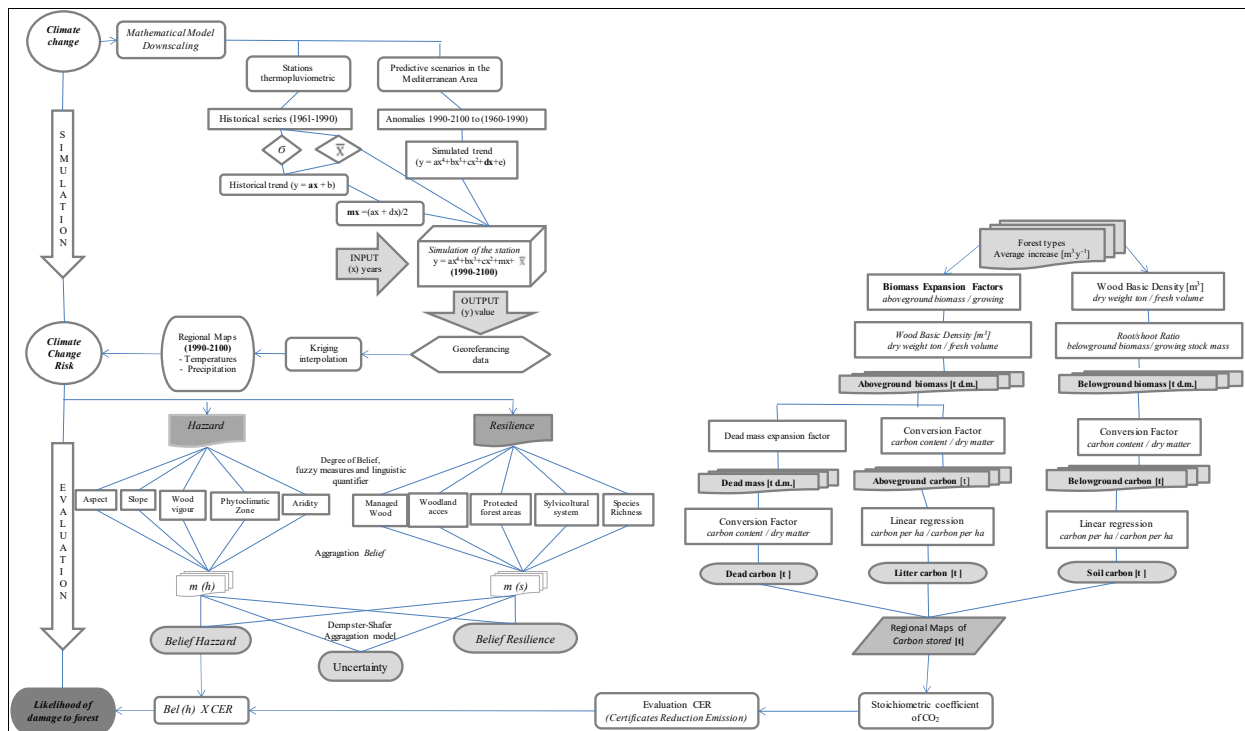 Climate
change
Mathematical Model
Downscaling
Stations
thermopluviometric
Predictive scenarios in the
Mediterranean Area
Historical series (1961-1990)
Anomalies 1990-2100 to (1960-1990)
σ
x̅
Simulated trend
(y = ax⁴+bx³+cx²+dx+e)
Historical trend (y = ax + b)
mx =(ax + dx)/2
SIMULATION
INPUT
(x) years
Simulation of the station
y = ax⁴+bx³+cx²+mx+ x̅
(1990-2100)
OUTPUT
(y) value
Climate
Change
Risk
Regional Maps
(1990-2100)
- Temperatures
- Precipitation
Kriging
interpolation
Georeferancing
data
Hazzard
Resilience
Degree of Belief,
fuzzy measures and linguistic
quantifier
EVALUATION
Aspect
Slope
Wood
vigour
Phytoclimatic
Zone
Aridity
Managed
Wood
Woodland
acces
Protected
forest areas
Sylvicoltural
system
Species
Richness
Aggragation Belief
m (h)
m (s)
Belief Hazzard
Dempster-Shafer
Aggragation model
Belief Resilience
Uncertainty
Likelihood of
damage to forest
Bel (h) X CER
Evaluation CER
(Certificates Reduction Emission)
Stoichiometric coefficient
of CO₂
Forest types
Average increase [m³ y⁻¹]
Biomass Expansion Factors
aboveground biomass / growing
Wood Basic Density [m³]
dry weight ton / fresh volume
Wood Basic Density [m³]
dry weight ton / fresh volume
Root/shoot Ratio
belowground biomass/ growing stock mass
Aboveground biomass [t d.m.]
Belowground biomass [t d.m.]
Dead mass expansion factor
Conversion Factor
carbon content / dry matter
Conversion Factor
carbon content / dry matter
Dead mass [t d.m.]
Aboveground carbon [t]
Belowground carbon [t]
Conversion Factor
carbon content / dry matter
Linear regression
carbon per ha / carbon per ha
Linear regression
carbon per ha / carbon per ha
Dead carbon [t ]
Litter carbon [t ]
Soil carbon [t ]
Regional Maps of
Carbon stored [t]